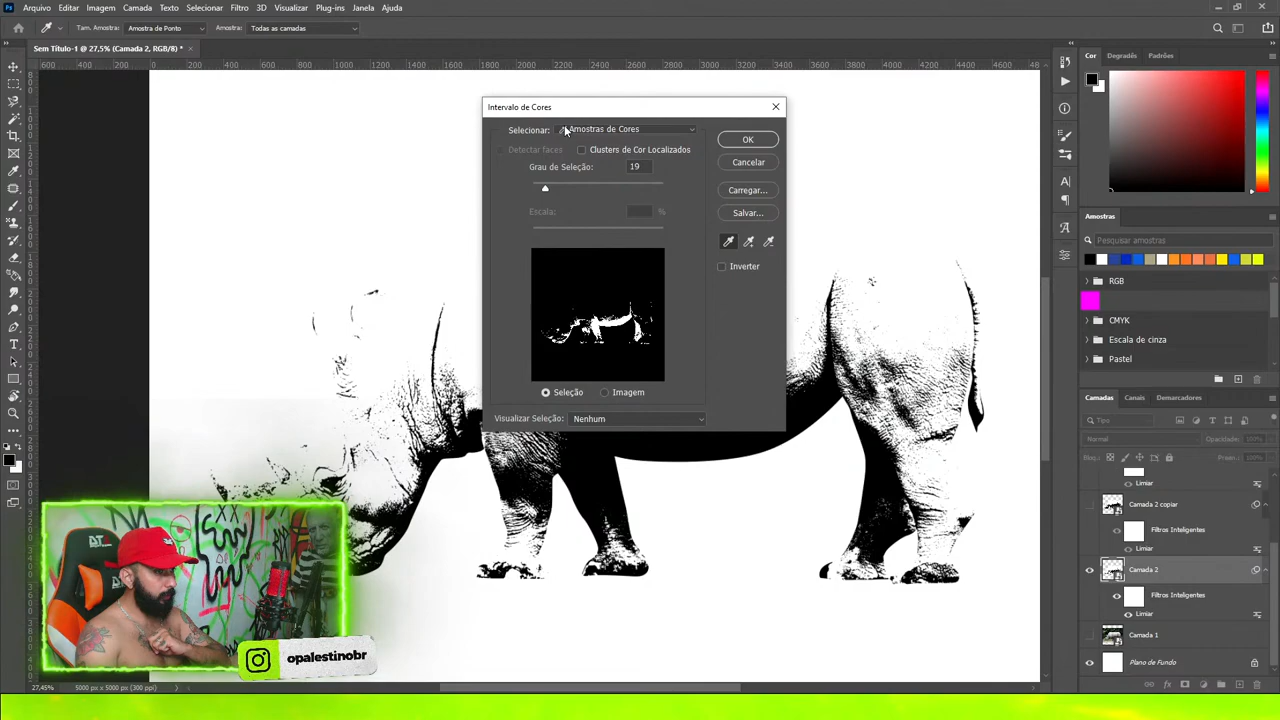 Arquivo Editar Imagem Camada Texto Selecionar Filtro 3D Visualizar Plug-ins Janela Ajuda
Tam. Amostra: Amostra de Ponto Amostra: Todas as camadas
Sem Título-1 @ 27,5% (Camada 2, RGB/8) *
Intervalo de Cores
Selecionar: Amostras de Cores
Detectar faces Clusters de Cor Localizados
Grau de Seleção: 19
Escala: %
OK
Cancelar
Carregar...
Salvar...
Inverter
Seleção Imagem
Visualizar Seleção: Nenhum
Cor Degradês Padrões
Amostras
Pesquisar amostras
RGB
CMYK
Escala de cinza
Pastel
Camadas Canais Demarcadores
Tipo
Normal Opacidade: 100%
Bloq.: Preen.: 100%
Limiar
Camada 2 copiar
Filtros Inteligentes
Limiar
Camada 2
Filtros Inteligentes
Limiar
Camada 1
Plano de Fundo
opalestinobr
27,45% 5000 px x 5000 px (300 ppi)